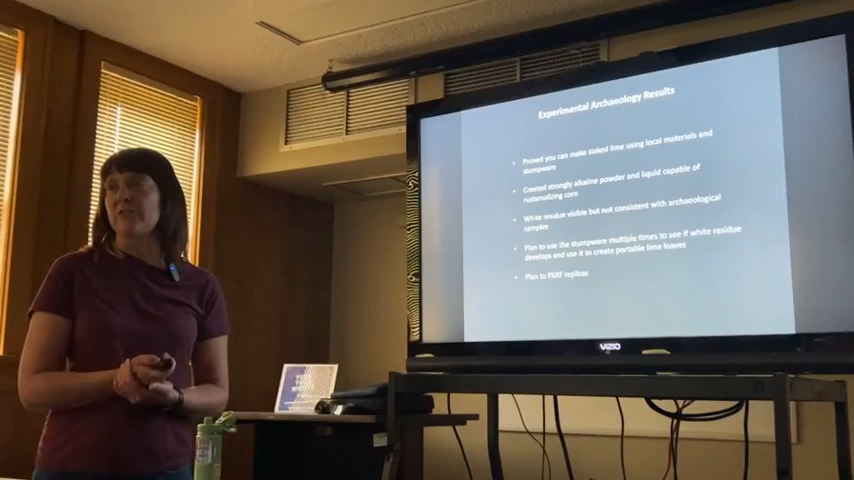 Experimental Archaeology Results
• Proved you can make slaked lime using local materials and
stumpware
• Created strongly alkaline powder and liquid capable of
nixtamalizing corn
• White residue visible but not consistent with archaeological
samples
• Plan to use the stumpware multiple times to see if white residue
develops and use it to create portable lime loaves
• Plan to PXRF replicas
VIZIO